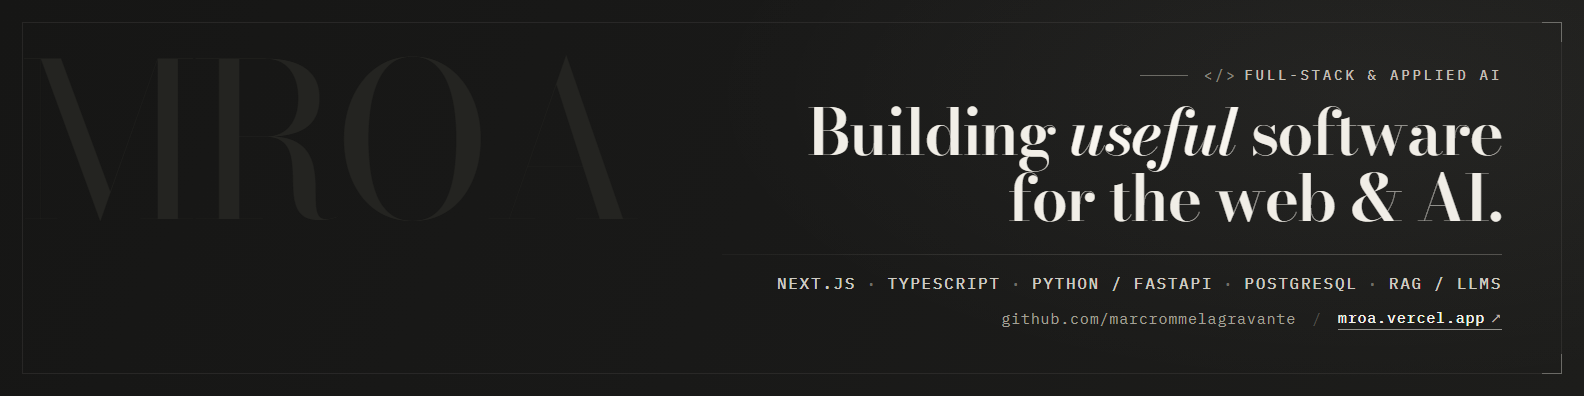 MROA
</> FULL-STACK & APPLIED AI
Building useful software
for the web & AI.
NEXT.JS · TYPESCRIPT · PYTHON / FASTAPI · POSTGRESQL · RAG / LLMS
github.com/marcrommelagravante / mroa.vercel.app ↗